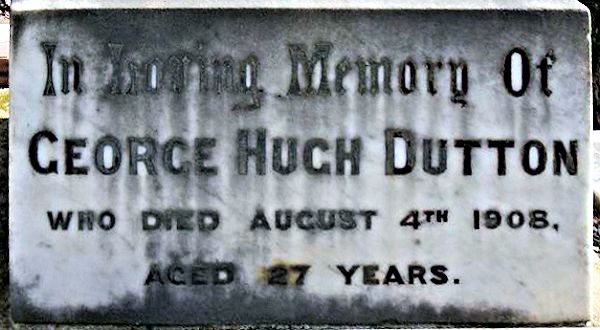 In Loving Memory Of
GEORGE HUGH DUTTON
WHO DIED AUGUST 4TH 1908,
AGED 27 YEARS.